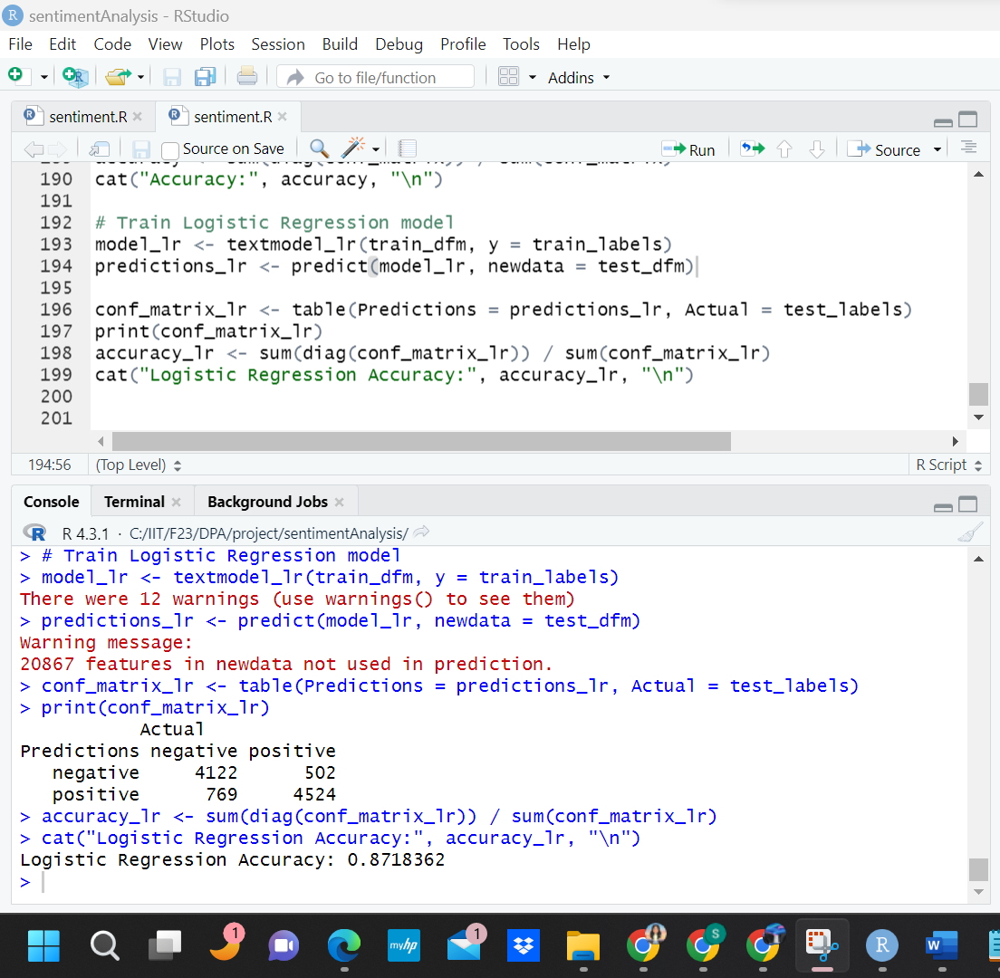 R sentimentAnalysis - RStudio
File Edit Code View Plots Session Build Debug Profile Tools Help
R Go to file/function Addins
R sentiment.R × R sentiment.R ×
Source on Save Run Source
190 cat("Accuracy:", accuracy, "\n")
191
192 # Train Logistic Regression model
193 model_lr <- textmodel_lr(train_dfm, y = train_labels)
194 predictions_lr <- predict(model_lr, newdata = test_dfm)
195
196 conf_matrix_lr <- table(Predictions = predictions_lr, Actual = test_labels)
197 print(conf_matrix_lr)
198 accuracy_lr <- sum(diag(conf_matrix_lr)) / sum(conf_matrix_lr)
199 cat("Logistic Regression Accuracy:", accuracy_lr, "\n")
200
201
194:56 (Top Level) R Script
Console Terminal × Background Jobs ×
R R 4.3.1 · C:/IIT/F23/DPA/project/sentimentAnalysis/
> # Train Logistic Regression model
> model_lr <- textmodel_lr(train_dfm, y = train_labels)
There were 12 warnings (use warnings() to see them)
> predictions_lr <- predict(model_lr, newdata = test_dfm)
Warning message:
20867 features in newdata not used in prediction.
> conf_matrix_lr <- table(Predictions = predictions_lr, Actual = test_labels)
> print(conf_matrix_lr)
Actual
Predictions negative positive
negative 4122 502
positive 769 4524
> accuracy_lr <- sum(diag(conf_matrix_lr)) / sum(conf_matrix_lr)
> cat("Logistic Regression Accuracy:", accuracy_lr, "\n")
Logistic Regression Accuracy: 0.8718362
>
1 myhp 1 S R W